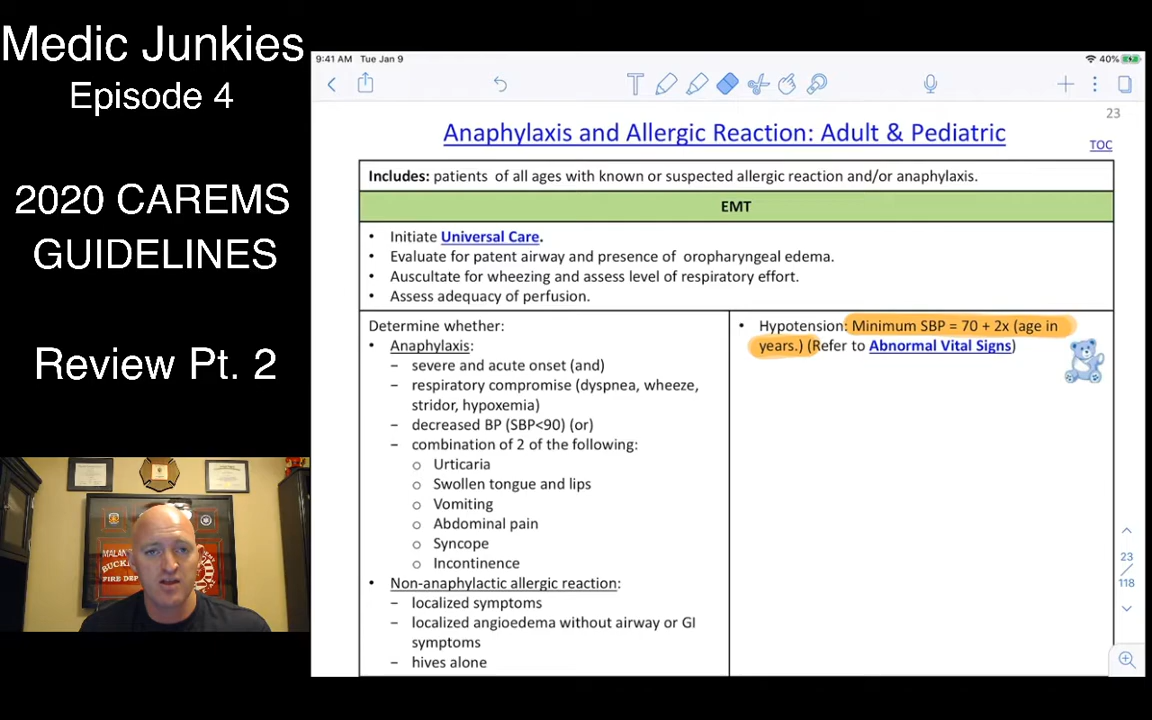 Medic Junkies
Episode 4
2020 CAREMS
GUIDELINES
Review Pt. 2
9:41 AM Tue Jan 9
40%
23
Anaphylaxis and Allergic Reaction: Adult & Pediatric
TOC
Includes: patients of all ages with known or suspected allergic reaction and/or anaphylaxis.
EMT
• Initiate Universal Care.
• Evaluate for patent airway and presence of oropharyngeal edema.
• Auscultate for wheezing and assess level of respiratory effort.
• Assess adequacy of perfusion.
Determine whether:
• Anaphylaxis:
– severe and acute onset (and)
– respiratory compromise (dyspnea, wheeze,
stridor, hypoxemia)
– decreased BP (SBP<90) (or)
– combination of 2 of the following:
o Urticaria
o Swollen tongue and lips
o Vomiting
o Abdominal pain
o Syncope
o Incontinence
• Non-anaphylactic allergic reaction:
– localized symptoms
– localized angioedema without airway or GI
symptoms
– hives alone
• Hypotension: Minimum SBP = 70 + 2x (age in
years.) (Refer to Abnormal Vital Signs)
23
/
118
FIRE DEP